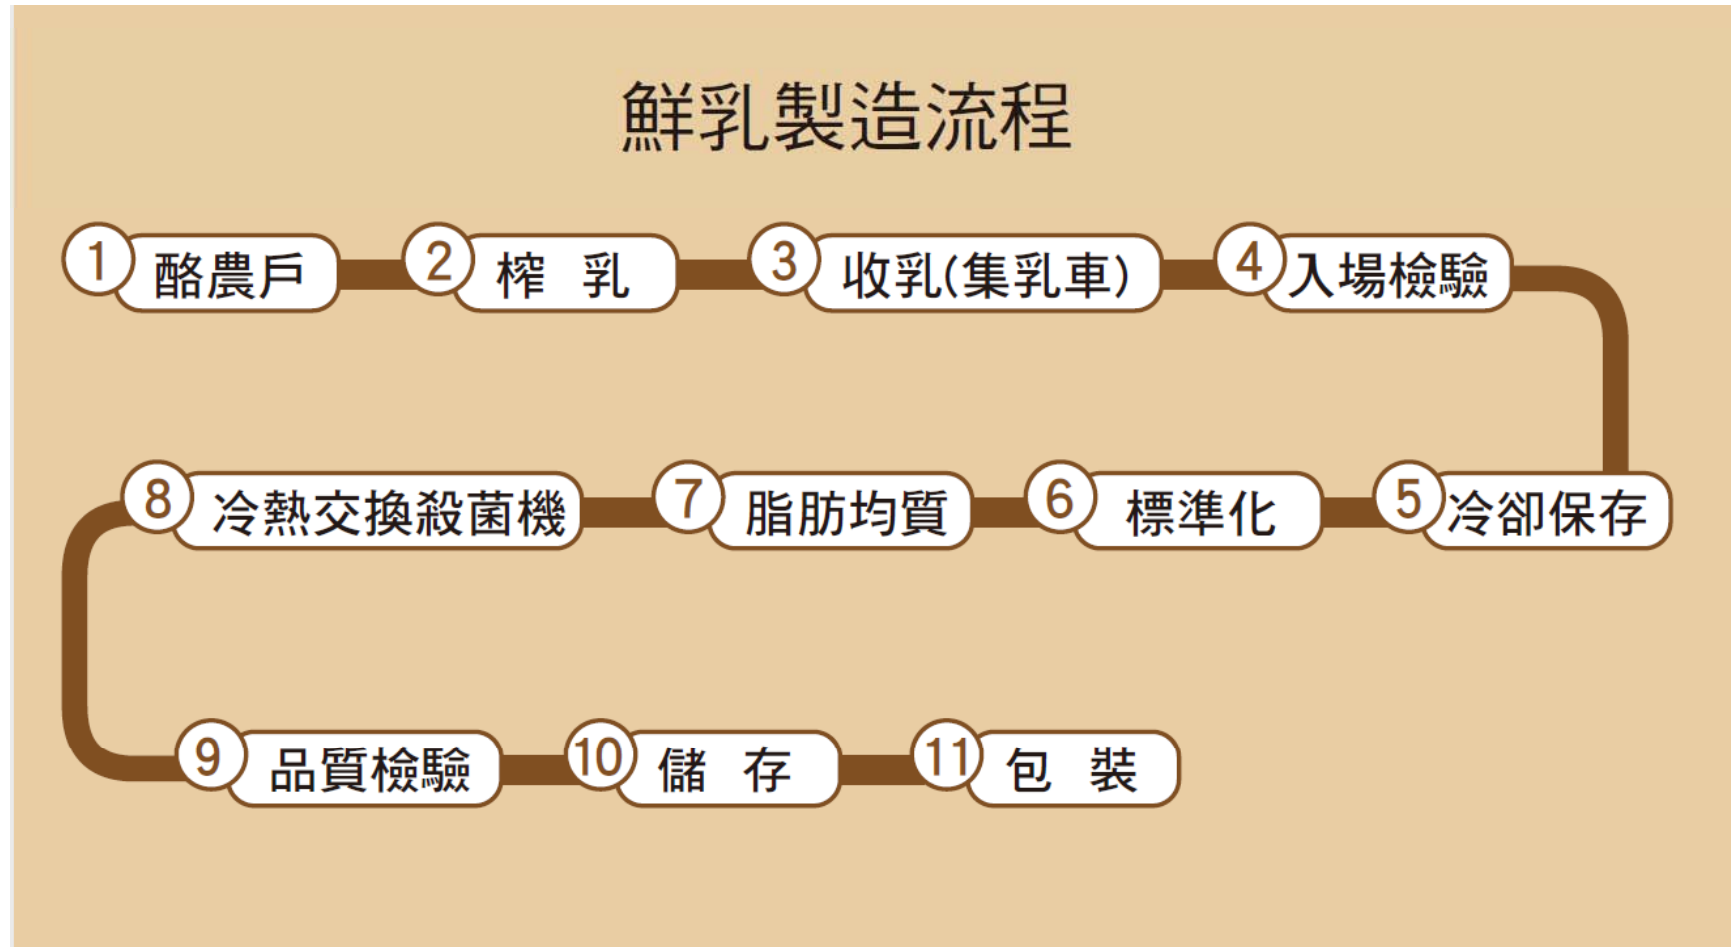 鮮乳製造流程
1 酪農戶
2 榨 乳
3 收乳(集乳車)
4 入場檢驗
5 冷卻保存
6 標準化
7 脂肪均質
8 冷熱交換殺菌機
9 品質檢驗
10 儲 存
11 包 裝